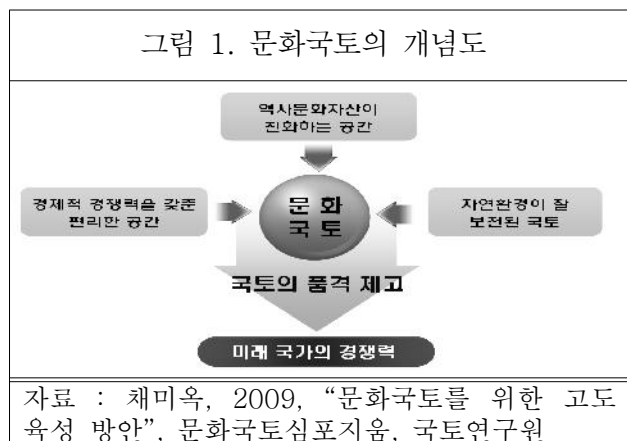 그림 1. 문화국토의 개념도
역사문화자산이
진화하는 공간
경제적 경쟁력을 갖춘
편리한 공간
문 화
국 토
자연환경이 잘
보전된 국토
국토의 품격 제고
미래 국가의 경쟁력
자료 : 채미옥, 2009, “문화국토를 위한 고도
육성 방안”, 문화국토심포지움, 국토연구원